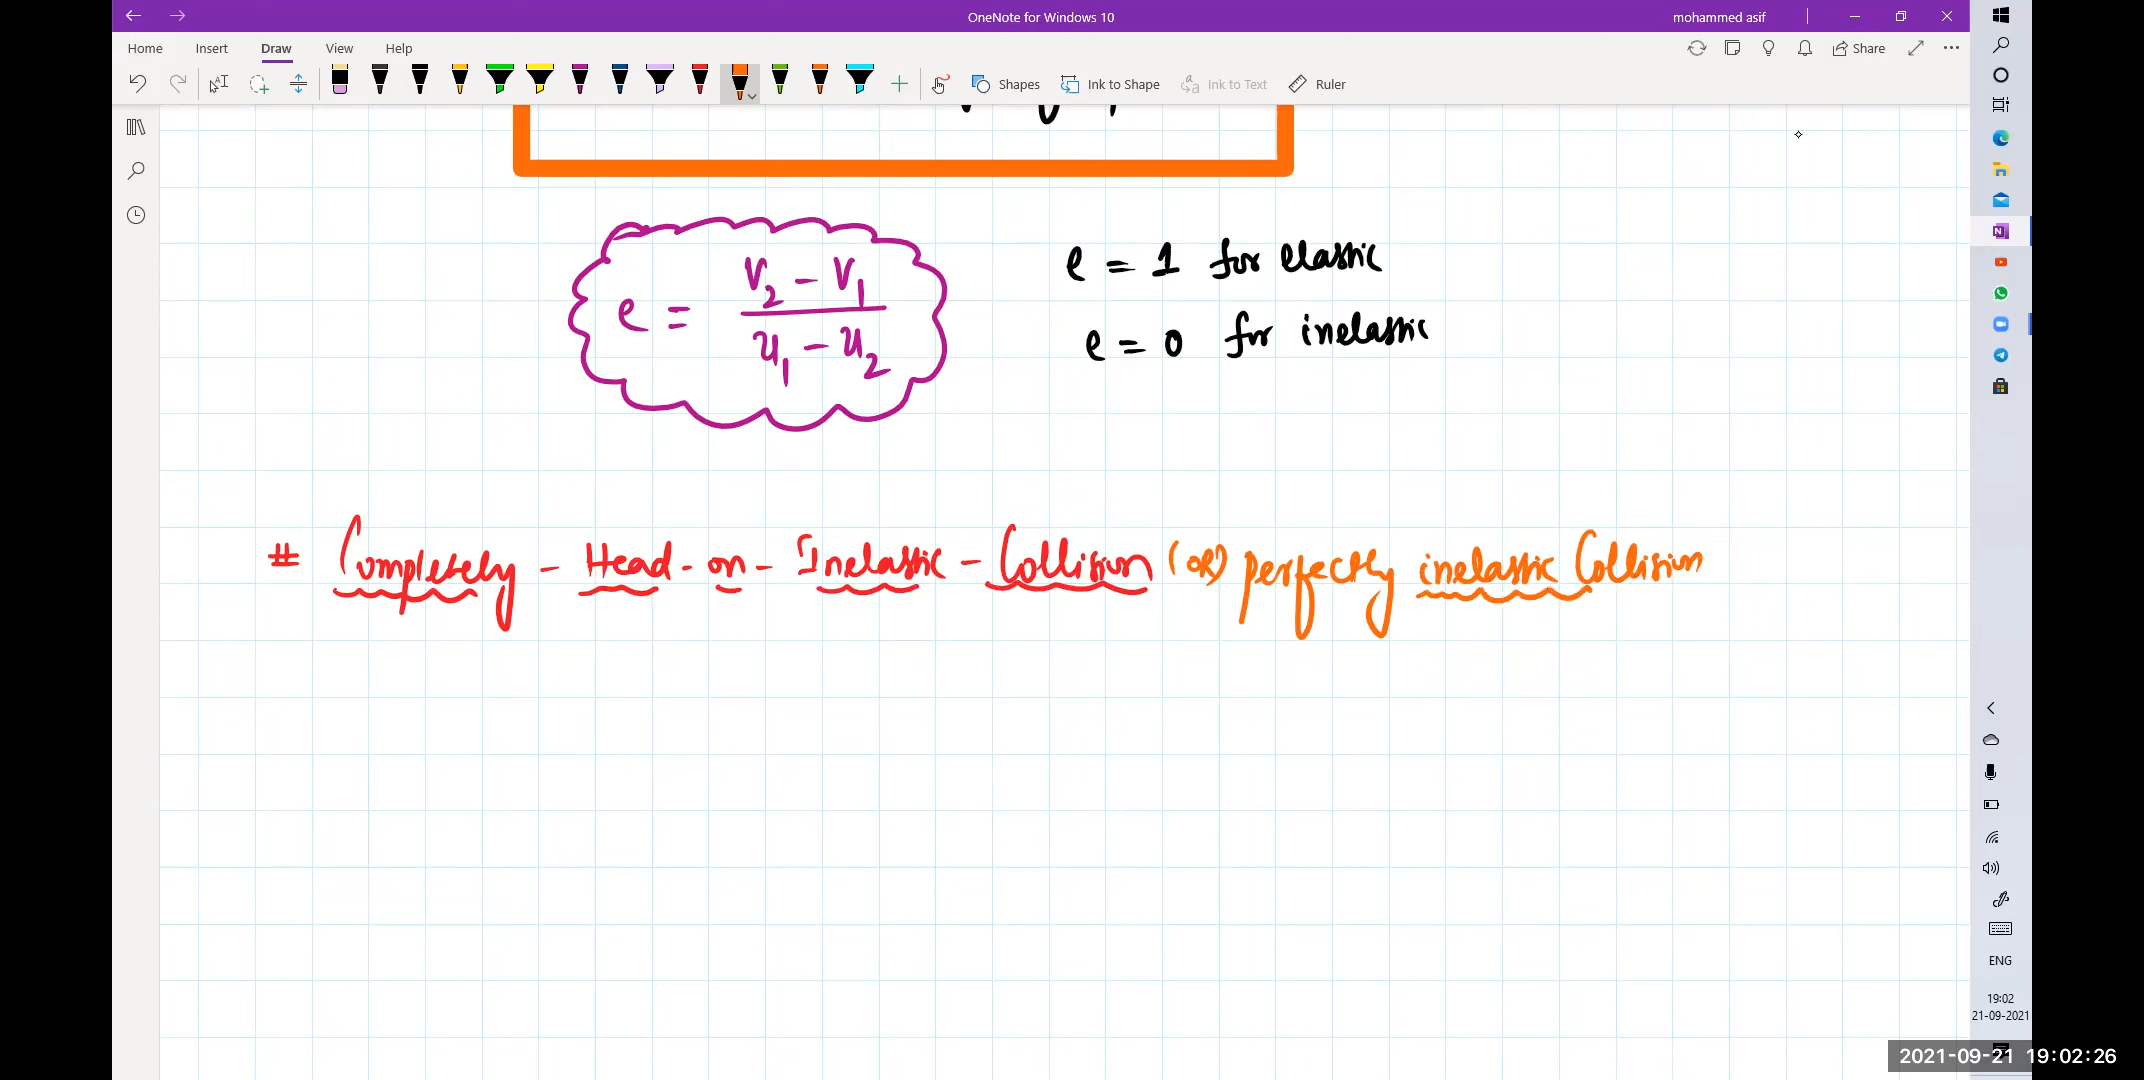 OneNote for Windows 10
mohammed asif
Home Insert Draw View Help
Share
Shapes Ink to Shape Ink to Text Ruler
e = V2 - V1 / u1 - u2
e = 1 for elastic
e = 0 for inelastic
# Completely - Head - on - Inelastic - Collision (OR) perfectly inelastic Collision
ENG
19:02
21-09-2021
2021-09-21 19:02:26